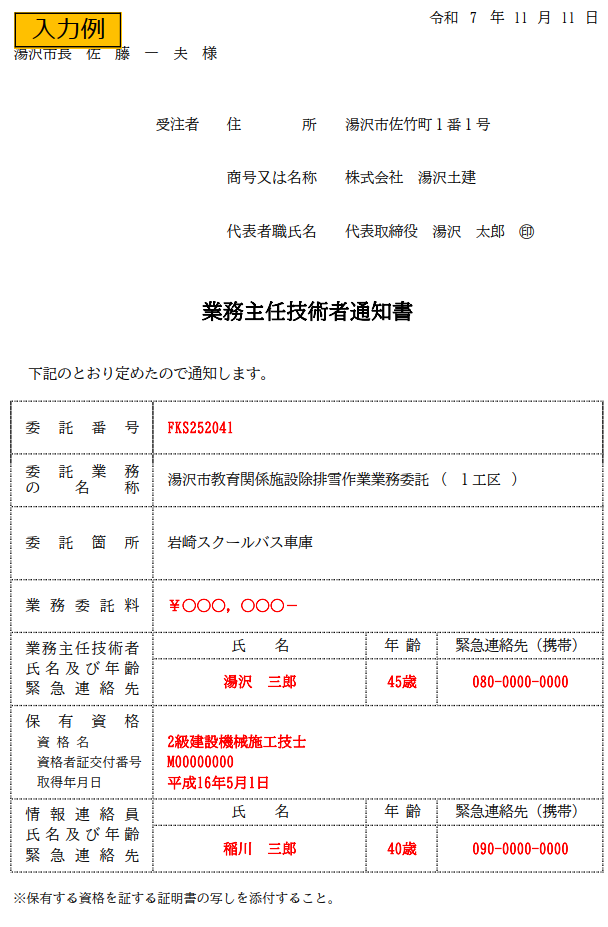 令和 7 年 11 月 11 日
入力例
湯沢市長 佐 藤 一 夫 様
受注者 住 所 湯沢市佐竹町１番１号
商号又は名称 株式会社 湯沢土建
代表者職氏名 代表取締役 湯沢 太郎 ㊞
業務主任技術者通知書
下記のとおり定めたので通知します。
委 託 番 号 FKS252041
委 託 業 務
の 名 称 湯沢市教育関係施設除排雪作業業務委託 （ １工区 ）
委 託 箇 所 岩崎スクールバス車庫
業 務 委 託 料 ￥〇〇〇，〇〇〇－
業務主任技術者
氏 名 及 び 年 齢
緊 急 連 絡 先
氏 名 年 齢 緊急連絡先（携帯）
湯沢 三郎 45歳 080-0000-0000
保 有 資 格
資 格 名 2級建設機械施工技士
資格者証交付番号 M00000000
取得年月日 平成16年5月1日
情 報 連 絡 員
氏 名 及 び 年 齢
緊 急 連 絡 先
氏 名 年 齢 緊急連絡先（携帯）
稲川 三郎 40歳 090-0000-0000
※保有する資格を証する証明書の写しを添付すること。